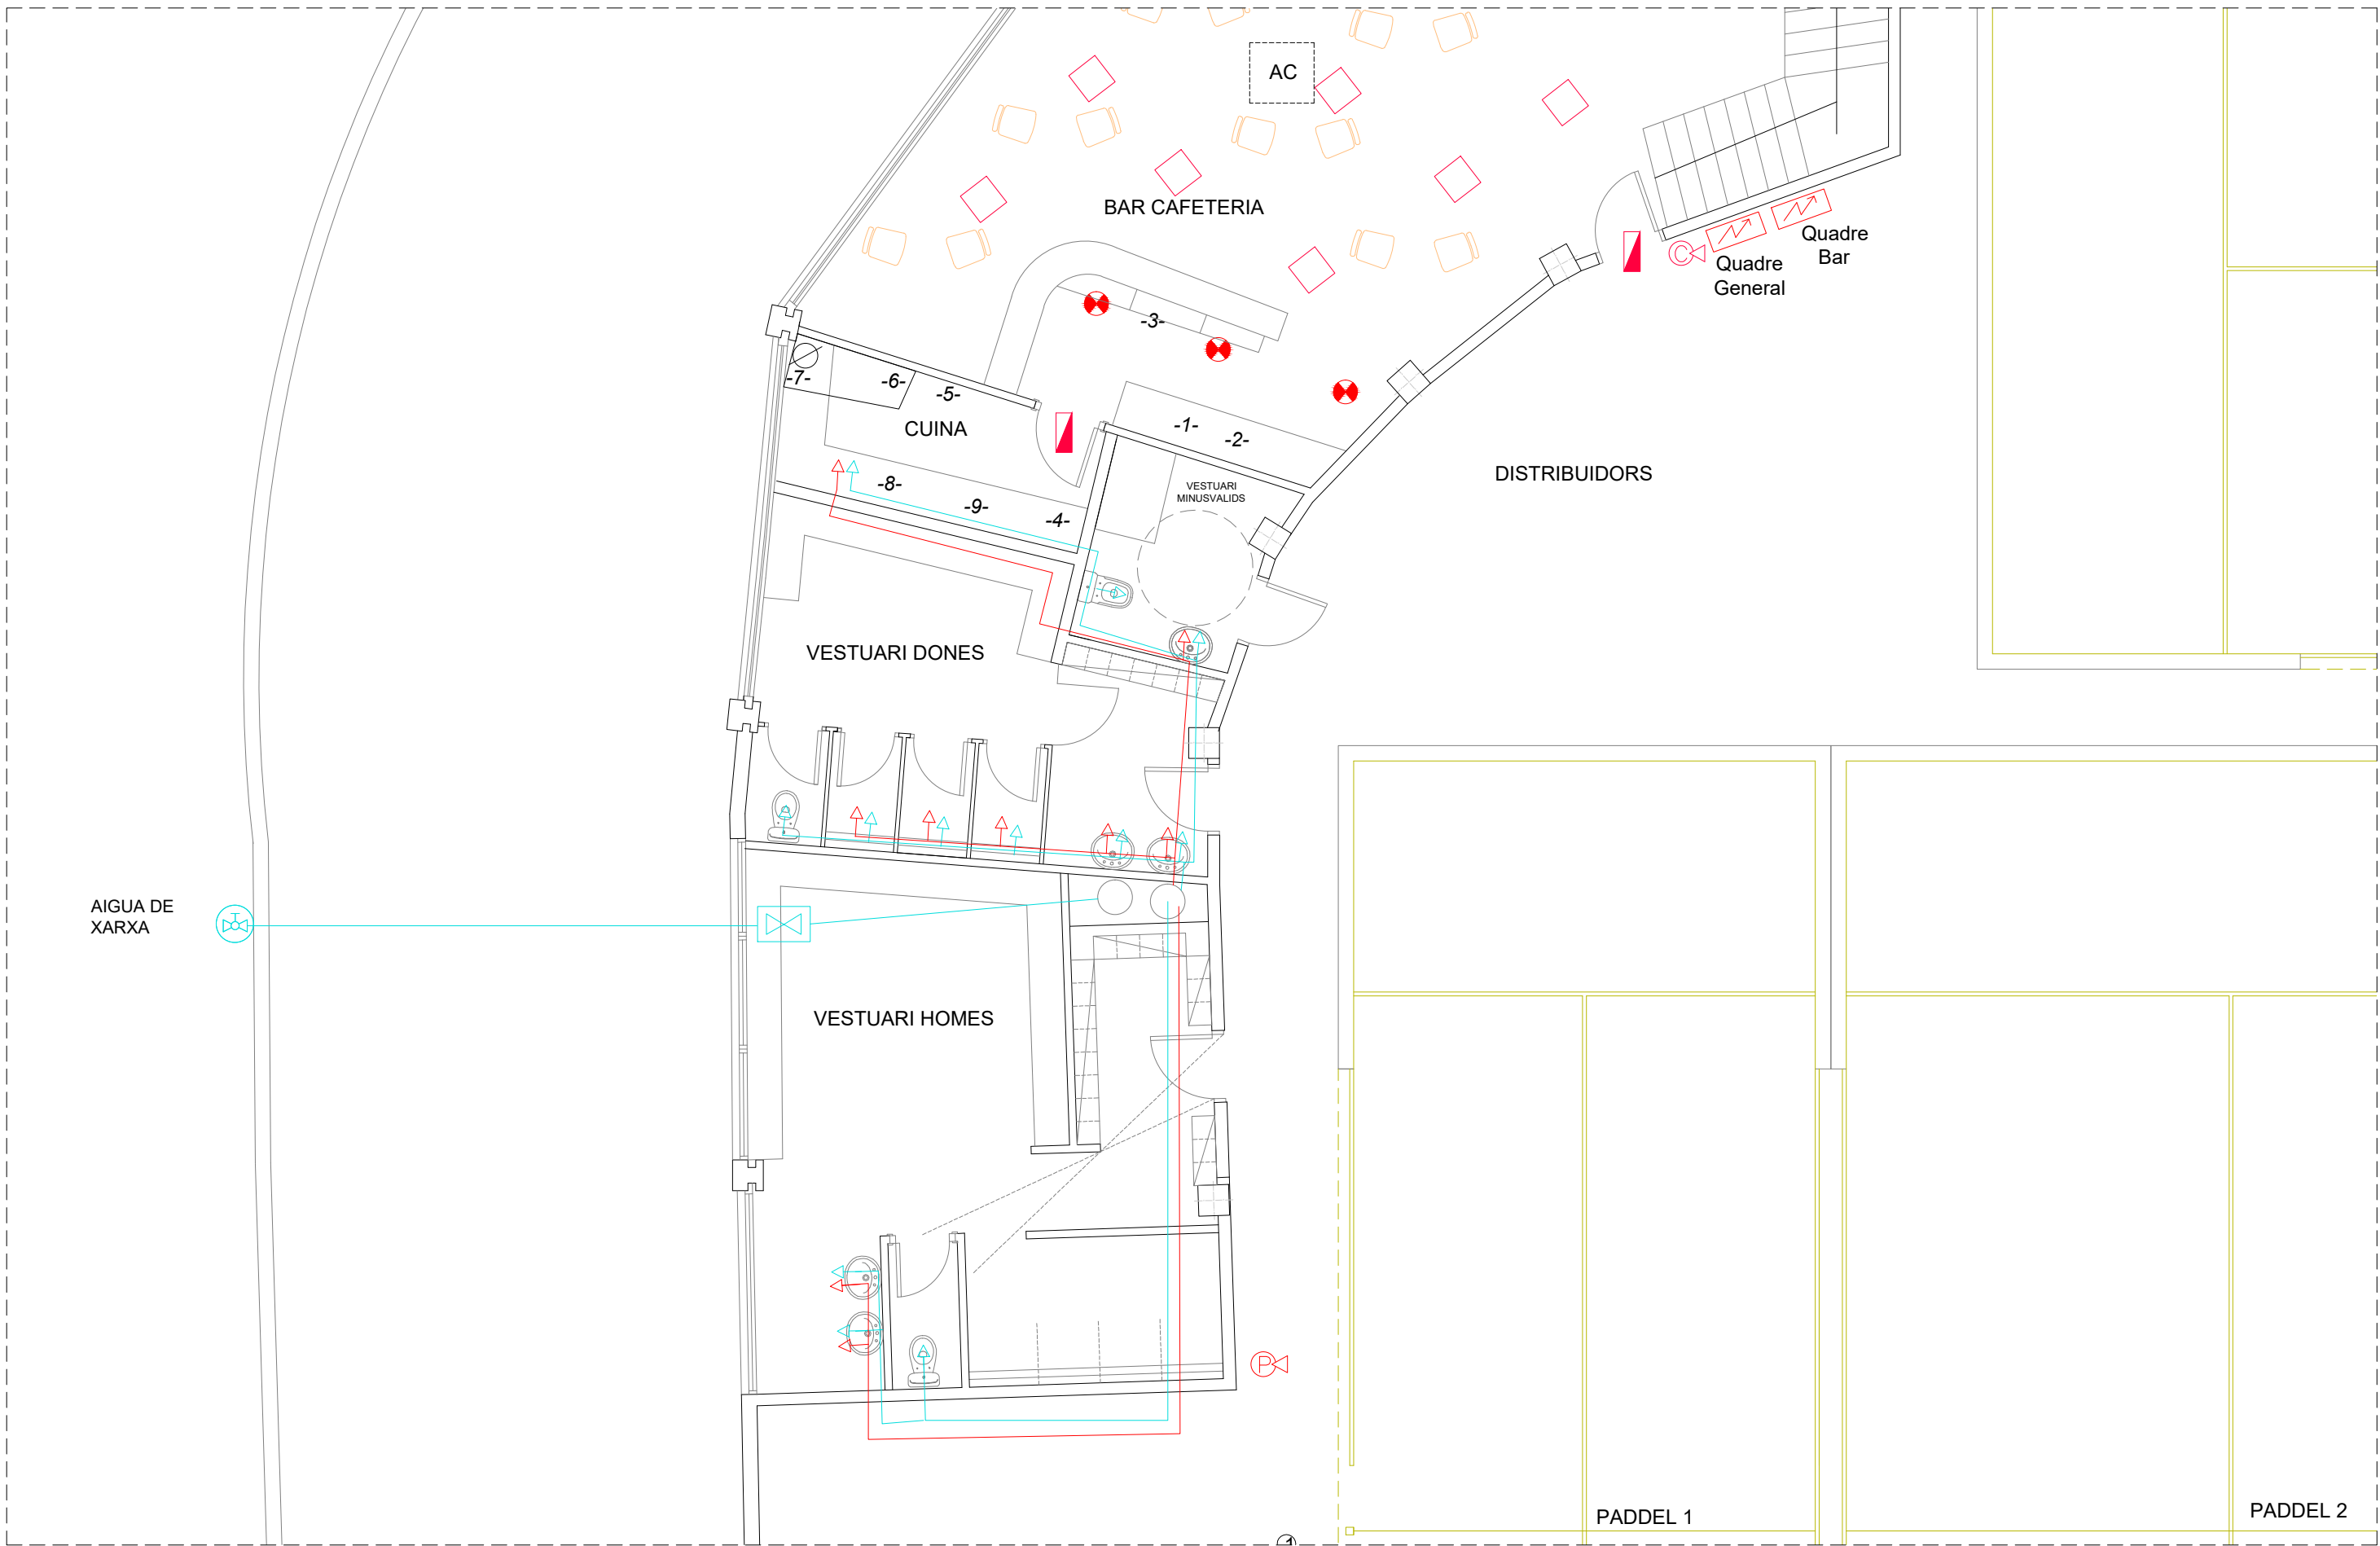 AC
BAR CAFETERIA
Quadre
Bar
Quadre
General
C
-3-
-7-
-6-
-5-
CUINA
-1-
-2-
DISTRIBUIDORS
-8-
-9-
-4-
VESTUARI
MINUSVALIDS
VESTUARI DONES
AIGUA DE
XARXA
VESTUARI HOMES
P
PADDEL 1
PADDEL 2
1